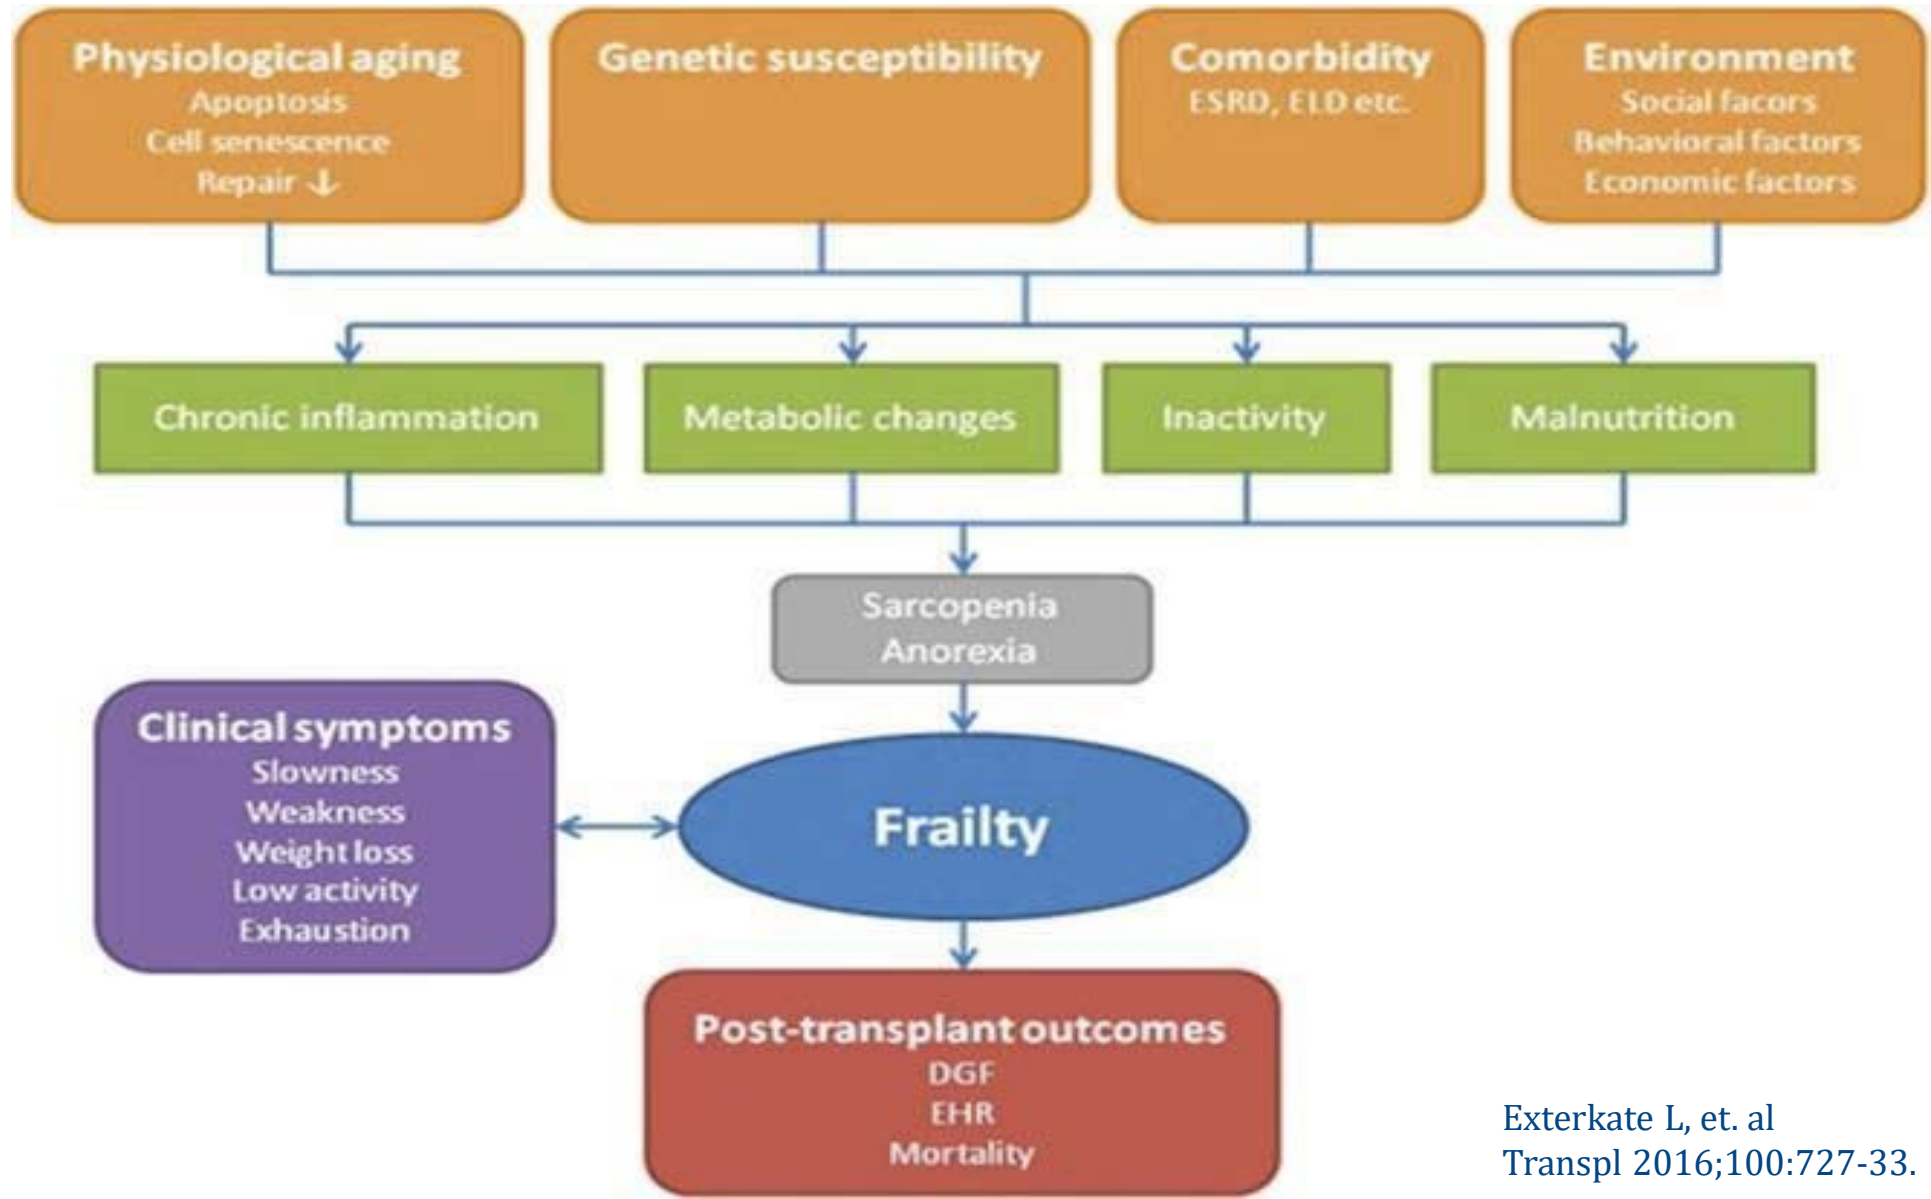 Physiological aging
Apoptosis
Cell senescence
Repair ↓
Genetic susceptibility
Comorbidity
ESRD, ELD etc.
Environment
Social facors
Behavioral factors
Economic factors
Chronic inflammation
Metabolic changes
Inactivity
Malnutrition
Sarcopenia
Anorexia
Clinical symptoms
Slowness
Weakness
Weight loss
Low activity
Exhaustion
Frailty
Post-transplant outcomes
DGF
EHR
Mortality
Exterkate L, et. al
Transpl 2016;100:727-33.